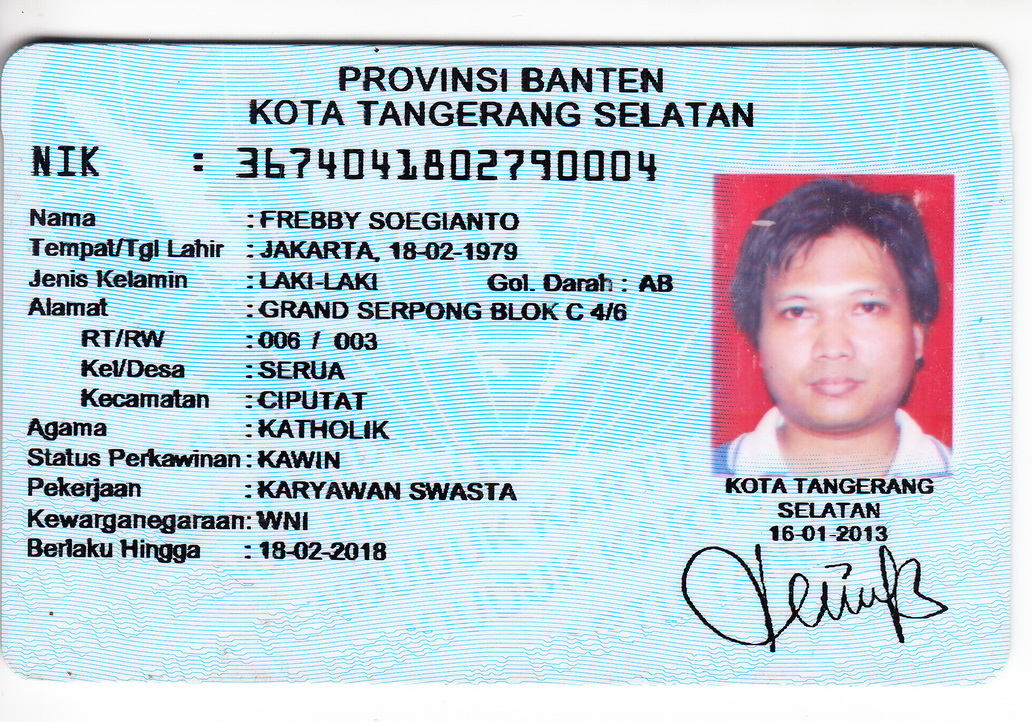 PROVINSI BANTEN
KOTA TANGERANG SELATAN
NIK : 3674041802790004
Nama : FREBBY SOEGIANTO
Tempat/Tgl Lahir : JAKARTA, 18-02-1979
Jenis Kelamin : LAKI-LAKI Gol. Darah : AB
Alamat : GRAND SERPONG BLOK C 4/6
RT/RW : 006 / 003
Kel/Desa : SERUA
Kecamatan : CIPUTAT
Agama : KATHOLIK
Status Perkawinan : KAWIN
Pekerjaan : KARYAWAN SWASTA
Kewarganegaraan: WNI
Berlaku Hingga : 18-02-2018
KOTA TANGERANG
SELATAN
16-01-2013